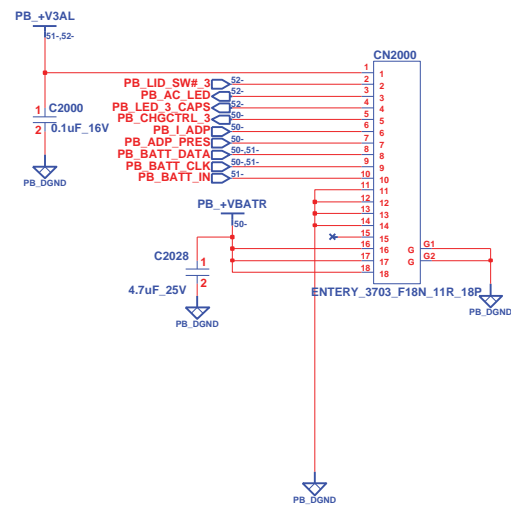 PB_+V3AL
51-,52-
CN2000
1 1
PB_LID_SW#_3 52- 2 2
PB_AC_LED 52- 3 3
PB_LED_3_CAPS 52- 4 4
PB_CHGCTRL_3 50- 5 5
PB_I_ADP 50- 6 6
PB_ADP_PRES 50- 7 7
PB_BATT_DATA 50-,51- 8 8
PB_BATT_CLK 50-,51- 9 9
PB_BATT_IN 51- 10 10
1 C2000
2 0.1uF_16V
PB_DGND
11 11
12 12
13 13
14 14
15 15
16 16 G G1
17 17 G G2
18 18
PB_+VBATR
50-
C2028 1
2
4.7uF_25V
PB_DGND
ENTERY_3703_F18N_11R_18P
PB_DGND
PB_DGND